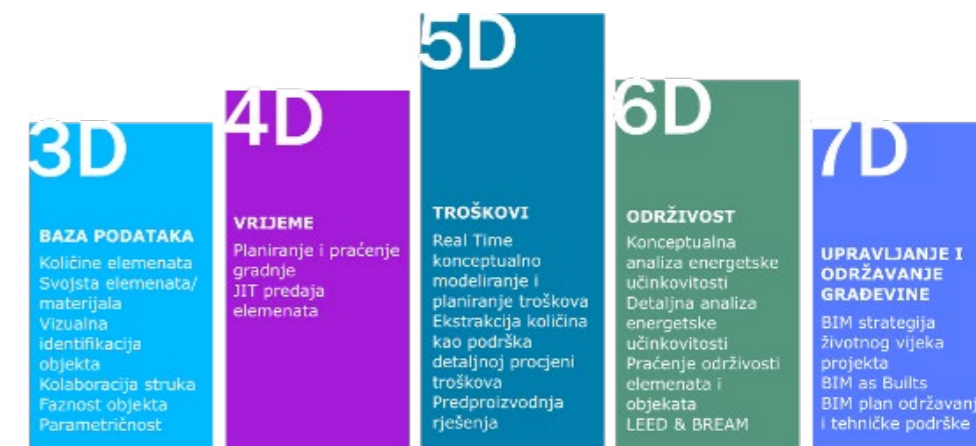 3D
BAZA PODATAKA
Količine elemenata
Svojsta elemenata/
materijala
Vizualna
identifikacija
objekta
Kolaboracija struka
Faznost objekta
Parametričnost
4D
VRIJEME
Planiranje i praćenje
gradnje
JIT predaja
elemenata
5D
TROŠKOVI
Real Time
konceptualno
modeliranje i
planiranje troškova
Ekstrakcija količina
kao podrška
detaljnoj procjeni
troškova
Predproizvodnja
rješenja
6D
ODRŽIVOST
Konceptualna
analiza energetske
učinkovitosti
Detaljna analiza
energetske
učinkovitosti
Praćenje održivosti
elemenata i
objekata
LEED & BREAM
7D
UPRAVLJANJE I
ODRŽAVANJE
GRAĐEVINE
BIM strategija
životnog vijeka
projekta
BIM as Builts
BIM plan održavanj
i tehničke podrške